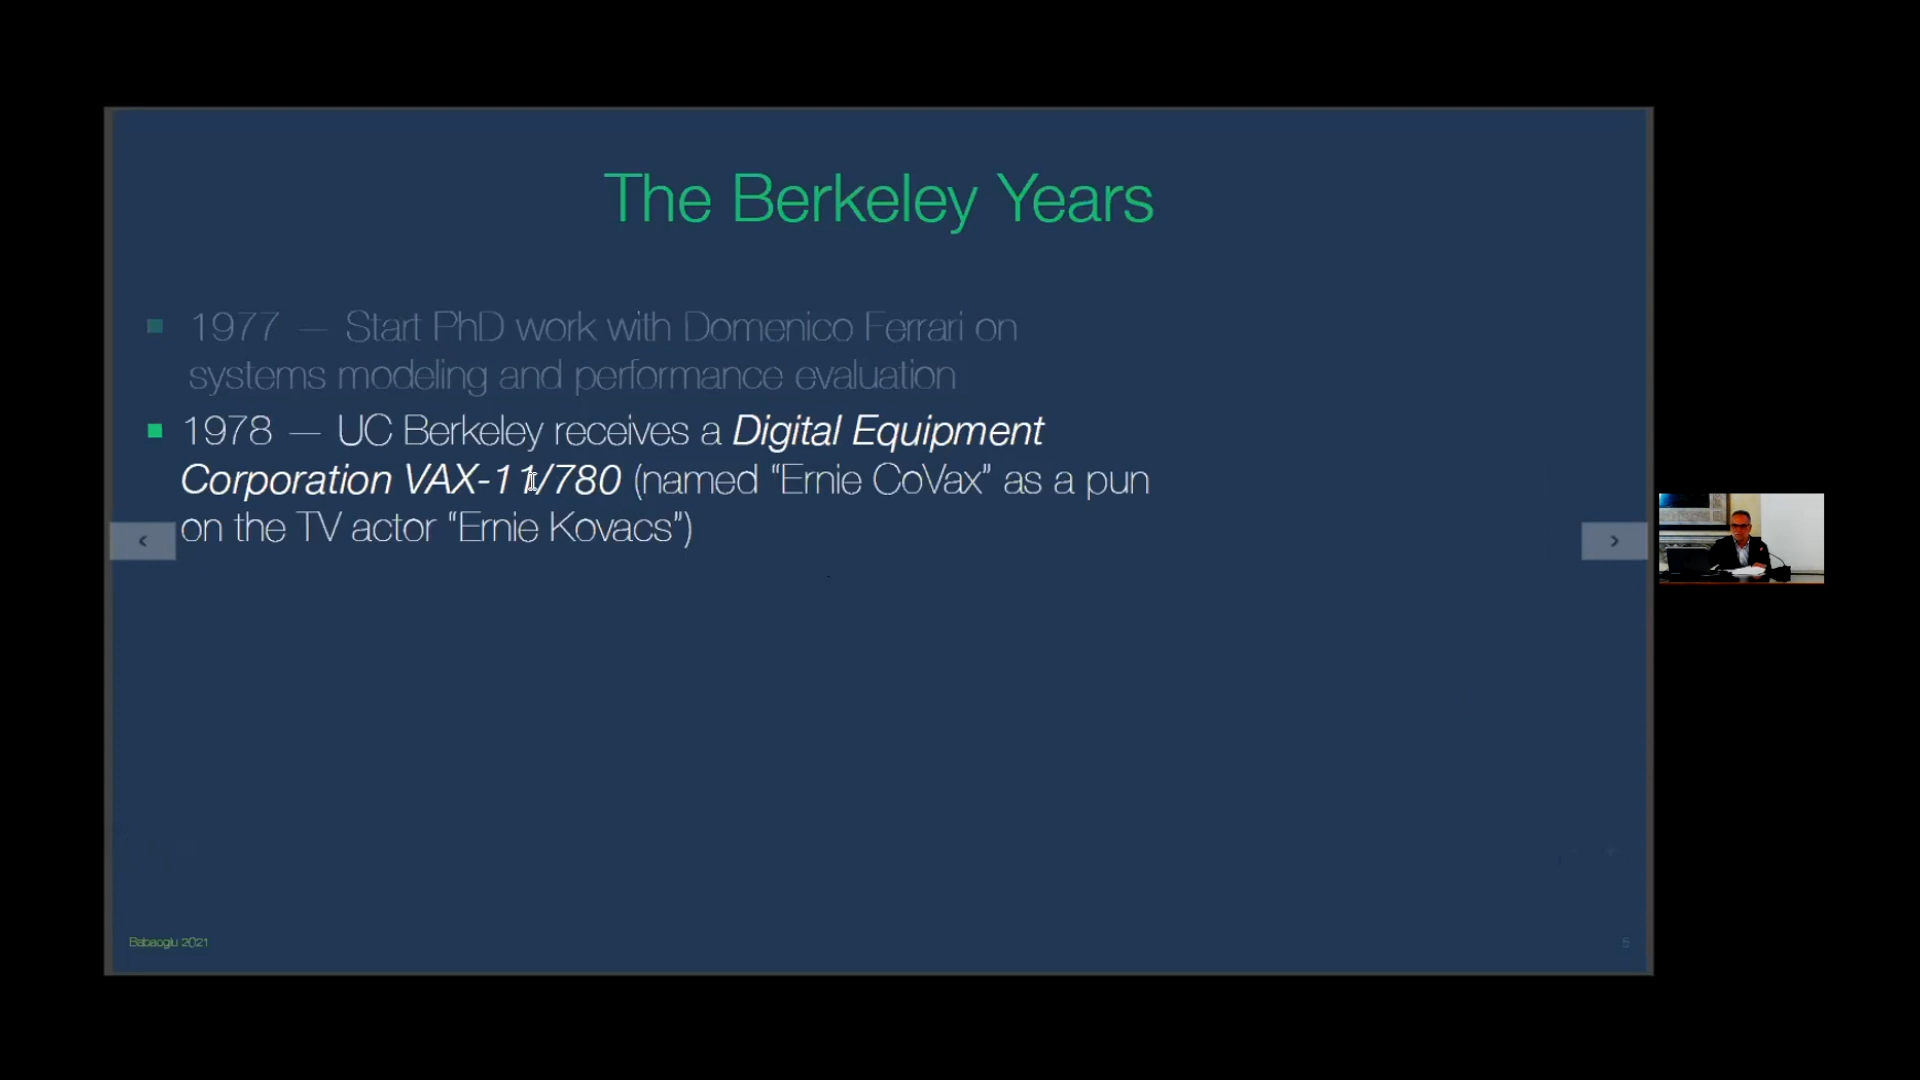 The Berkeley Years
1977 — Start PhD work with Domenico Ferrari on
systems modeling and performance evaluation
1978 — UC Berkeley receives a Digital Equipment
Corporation VAX-11/780 (named “Ernie CoVax” as a pun
on the TV actor “Ernie Kovacs”)
Babaoglu 2021
5